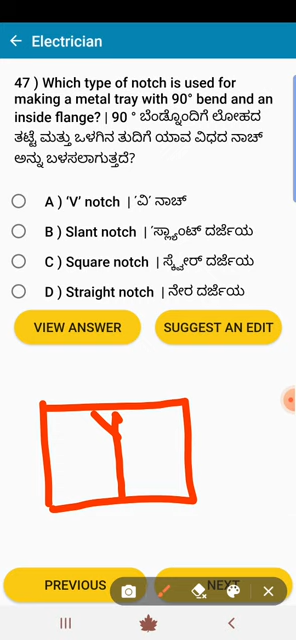 Electrician
47 ) Which type of notch is used for
making a metal tray with 90° bend and an
inside flange? | 90 ° ಬೆಂಡ್ನೊಂದಿಗೆ ಲೋಹದ
ತಟ್ಟೆ ಮತ್ತು ಒಳಗಿನ ತುದಿಗೆ ಯಾವ ವಿಧದ ನಾಚ್
ಅನ್ನು ಬಳಸಲಾಗುತ್ತದೆ?
A ) ‘V’ notch | ‘ವಿ’ ನಾಚ್
B ) Slant notch | ‘ಸ್ಲ್ಯಾಂಟ್ ದರ್ಜೆಯ
C ) Square notch | ಸ್ಕ್ವೇರ್ ದರ್ಜೆಯ
D ) Straight notch | ನೇರ ದರ್ಜೆಯ
VIEW ANSWER SUGGEST AN EDIT
PREVIOUS NEXT